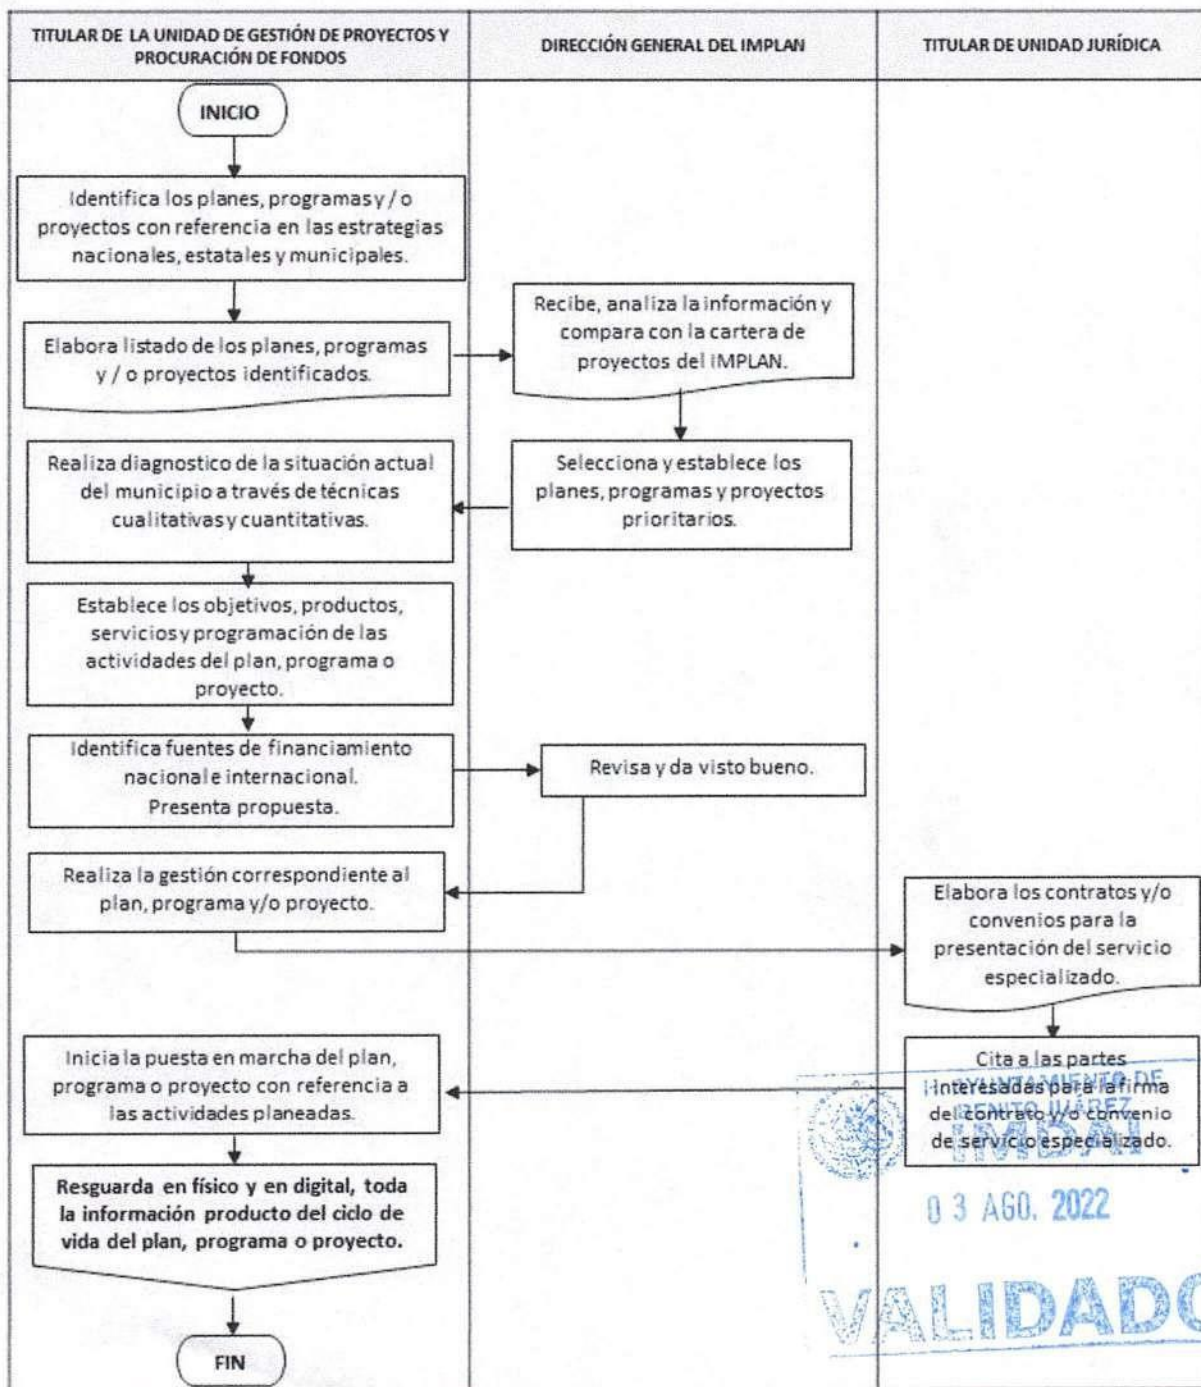 TITULAR DE LA UNIDAD DE GESTIÓN DE PROYECTOS Y
PROCURACIÓN DE FONDOS
DIRECCIÓN GENERAL DEL IMPLAN
TITULAR DE UNIDAD JURÍDICA
INICIO
Identifica los planes, programas y / o
proyectos con referencia en las estrategias
nacionales, estatales y municipales.
Elabora listado de los planes, programas
y / o proyectos identificados.
Recibe, analiza la información y
compara con la cartera de
proyectos del IMPLAN.
Selecciona y establece los
planes, programas y proyectos
prioritarios.
Realiza diagnostico de la situación actual
del municipio a través de técnicas
cualitativas y cuantitativas.
Establece los objetivos, productos,
servicios y programación de las
actividades del plan, programa o
proyecto.
Identifica fuentes de financiamiento
nacional e internacional.
Presenta propuesta.
Revisa y da visto bueno.
Realiza la gestión correspondiente al
plan, programa y/o proyecto.
Elabora los contratos y/o
convenios para la
presentación del servicio
especializado.
Cita a las partes
interesadas para la firma
del contrato y/o convenio
de servicio especializado.
Inicia la puesta en marcha del plan,
programa o proyecto con referencia a
las actividades planeadas.
Resguarda en físico y en digital, toda
la información producto del ciclo de
vida del plan, programa o proyecto.
FIN
H. AYUNTAMIENTO DE
BENITO JUÁREZ
IMDAI
03 AGO. 2022
VALIDADO